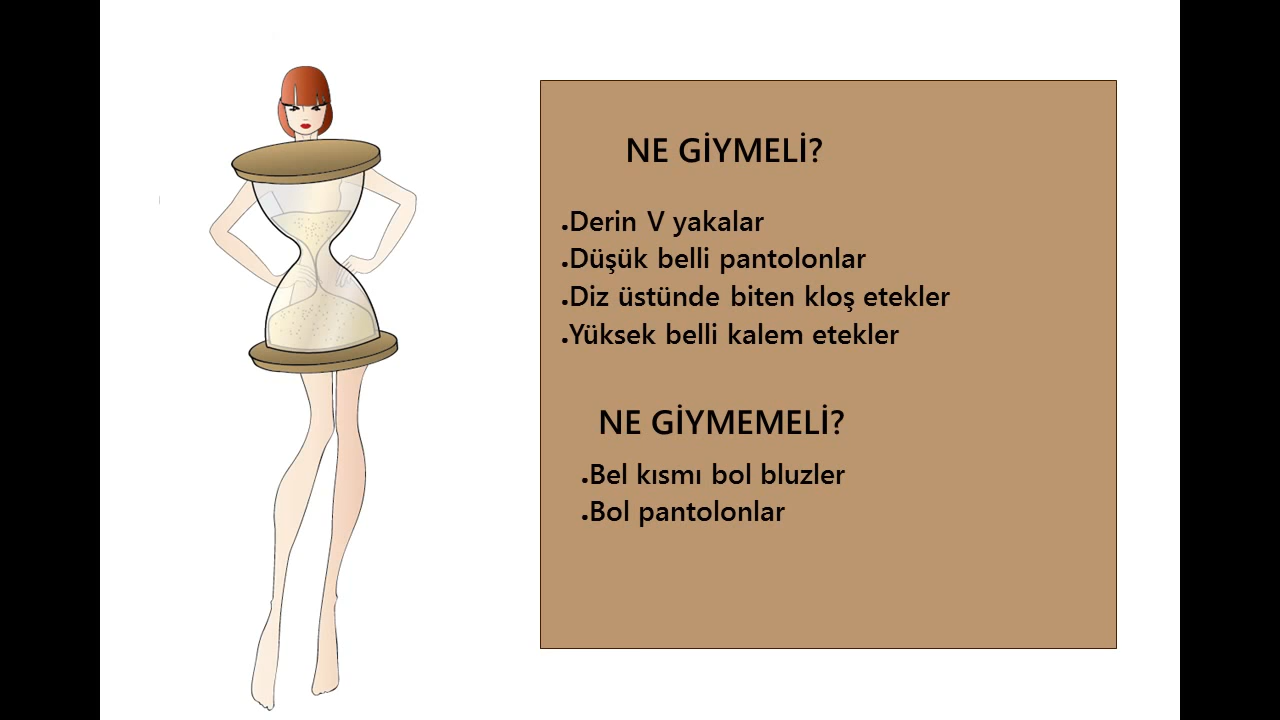 NE GİYMELİ?
.Derin V yakalar
.Düşük belli pantolonlar
.Diz üstünde biten kloş etekler
.Yüksek belli kalem etekler
NE GİYMEMELİ?
.Bel kısmı bol bluzler
.Bol pantolonlar